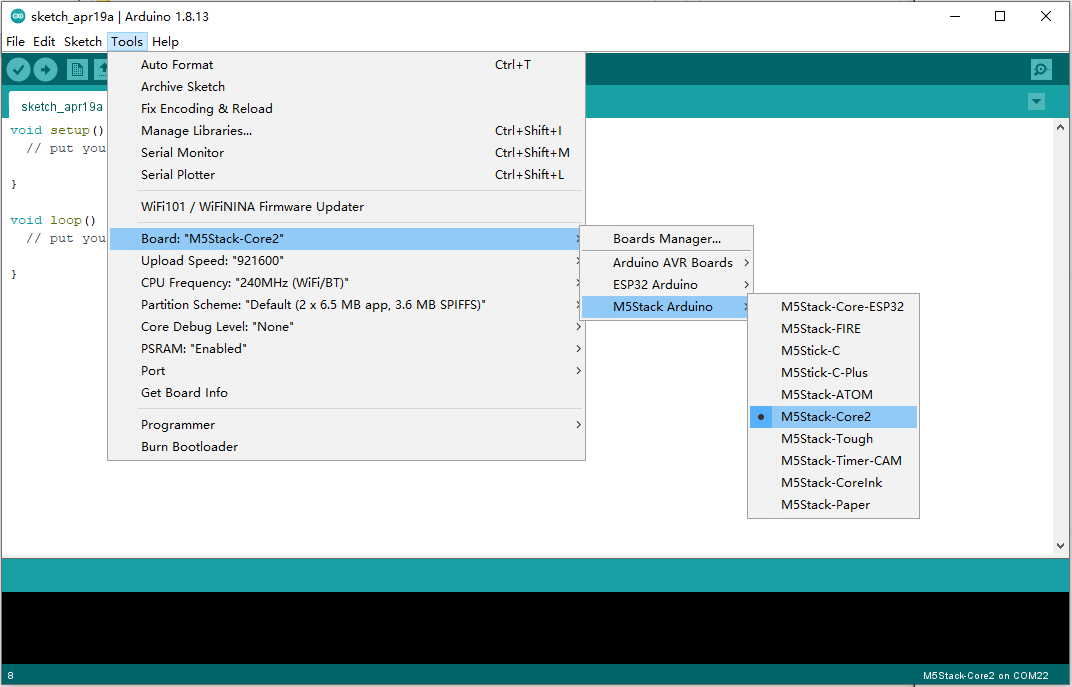 sketch_apr19a | Arduino 1.8.13
File Edit Sketch Tools Help
sketch_apr19a
void setup()
// put you
}
void loop()
// put you
}
Auto Format Ctrl+T
Archive Sketch
Fix Encoding & Reload
Manage Libraries... Ctrl+Shift+I
Serial Monitor Ctrl+Shift+M
Serial Plotter Ctrl+Shift+L
WiFi101 / WiFiNINA Firmware Updater
Board: "M5Stack-Core2"
Upload Speed: "921600"
CPU Frequency: "240MHz (WiFi/BT)"
Partition Scheme: "Default (2 x 6.5 MB app, 3.6 MB SPIFFS)"
Core Debug Level: "None"
PSRAM: "Enabled"
Port
Get Board Info
Programmer
Burn Bootloader
Boards Manager...
Arduino AVR Boards
ESP32 Arduino
M5Stack Arduino
M5Stack-Core-ESP32
M5Stack-FIRE
M5Stick-C
M5Stick-C-Plus
M5Stack-ATOM
M5Stack-Core2
M5Stack-Tough
M5Stack-Timer-CAM
M5Stack-CoreInk
M5Stack-Paper
8
M5Stack-Core2 on COM22